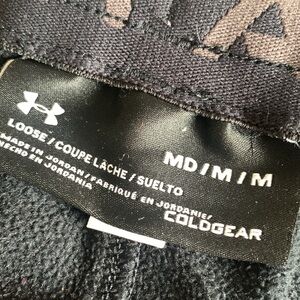 MD / M / M
LOOSE / COUPE LÂCHE / SUELTO
MADE IN JORDAN / FABRIQUÉ EN JORDANIE /
HECHO EN JORDANIA
COLDGEAR